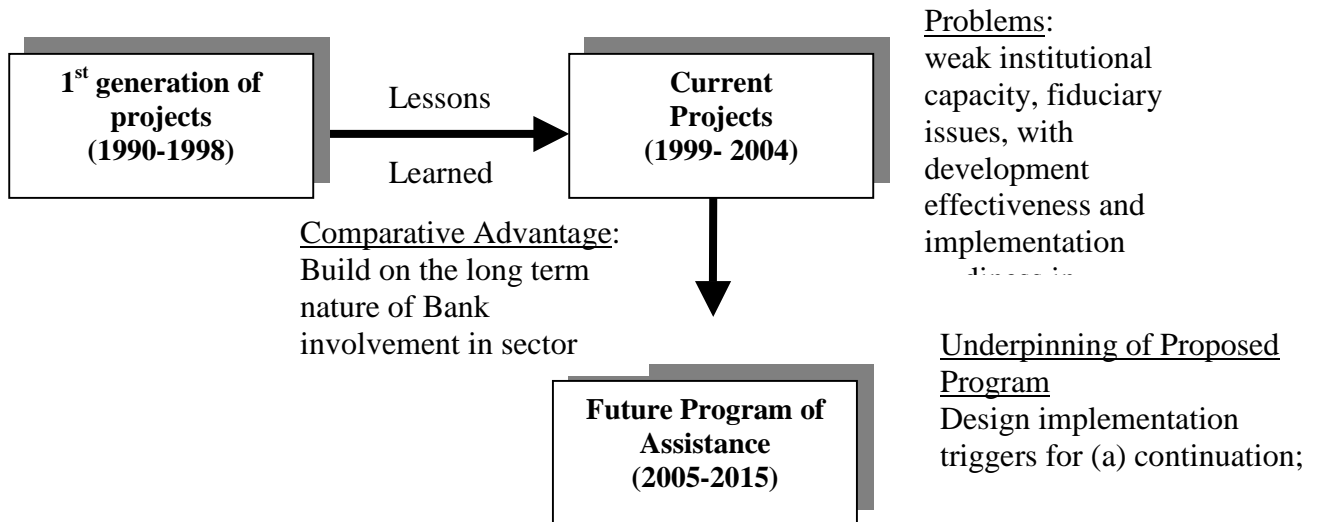 1st generation of
projects
(1990-1998)
Lessons
Learned
Current
Projects
(1999- 2004)
Problems:
weak institutional
capacity, fiduciary
issues, with
development
effectiveness and
implementation
Comparative Advantage:
Build on the long term
nature of Bank
involvement in sector
Future Program of
Assistance
(2005-2015)
Underpinning of Proposed
Program
Design implementation
triggers for (a) continuation;